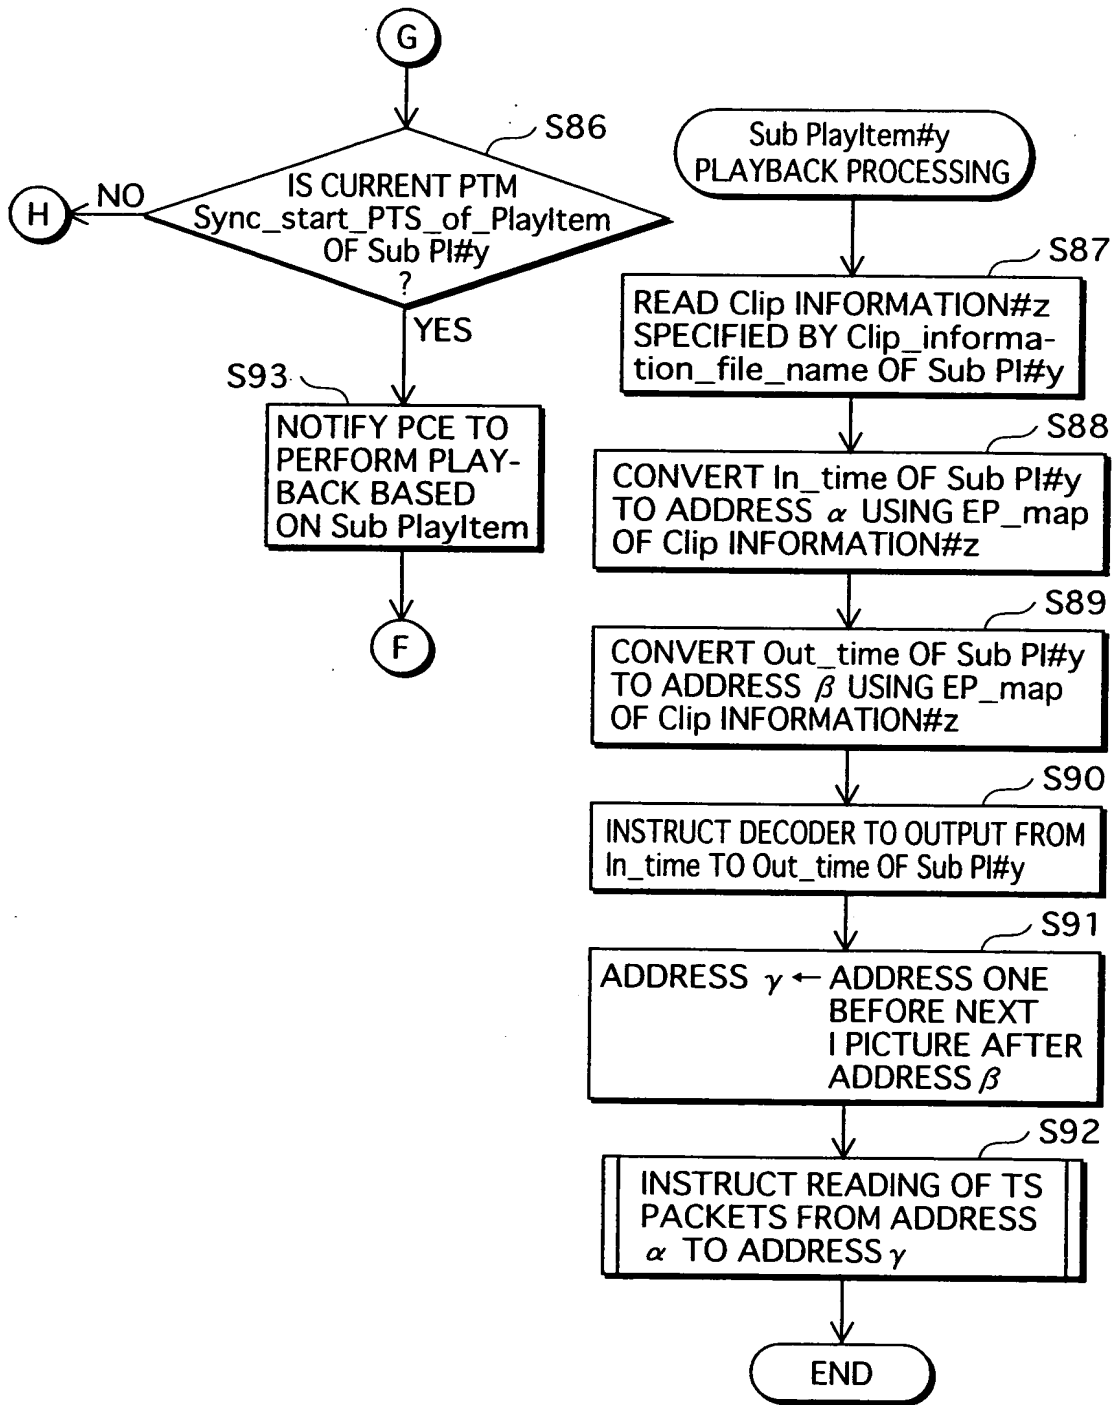 G
S86
IS CURRENT PTM
Sync_start_PTS_of_PlayItem
OF Sub PI#y
?
NO
H
YES
S93
NOTIFY PCE TO
PERFORM PLAY-
BACK BASED
ON Sub PlayItem
F
Sub PlayItem#y
PLAYBACK PROCESSING
S87
READ Clip INFORMATION#z
SPECIFIED BY Clip_informa-
tion_file_name OF Sub PI#y
S88
CONVERT In_time OF Sub PI#y
TO ADDRESS α USING EP_map
OF Clip INFORMATION#z
S89
CONVERT Out_time OF Sub PI#y
TO ADDRESS β USING EP_map
OF Clip INFORMATION#z
S90
INSTRUCT DECODER TO OUTPUT FROM
In_time TO Out_time OF Sub PI#y
S91
ADDRESS γ ← ADDRESS ONE
BEFORE NEXT
I PICTURE AFTER
ADDRESS β
S92
INSTRUCT READING OF TS
PACKETS FROM ADDRESS
α TO ADDRESS γ
END